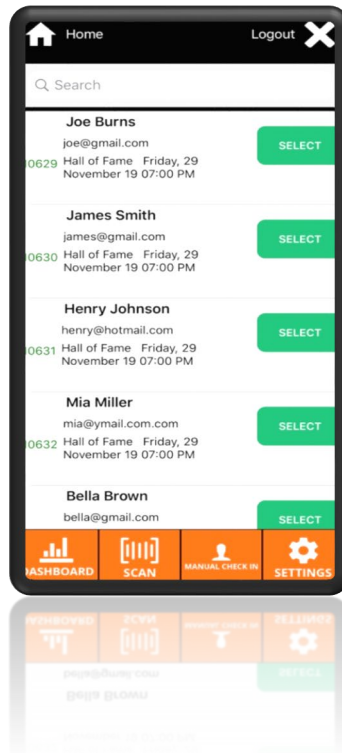 Home Logout
Search
Joe Burns
joe@gmail.com
SELECT
10629 Hall of Fame Friday, 29
November 19 07:00 PM
James Smith
james@gmail.com
SELECT
10630 Hall of Fame Friday, 29
November 19 07:00 PM
Henry Johnson
henry@hotmail.com
SELECT
10631 Hall of Fame Friday, 29
November 19 07:00 PM
Mia Miller
mia@ymail.com.com
SELECT
10632 Hall of Fame Friday, 29
November 19 07:00 PM
Bella Brown
bella@gmail.com
SELECT
DASHBOARD SCAN MANUAL CHECK IN SETTINGS